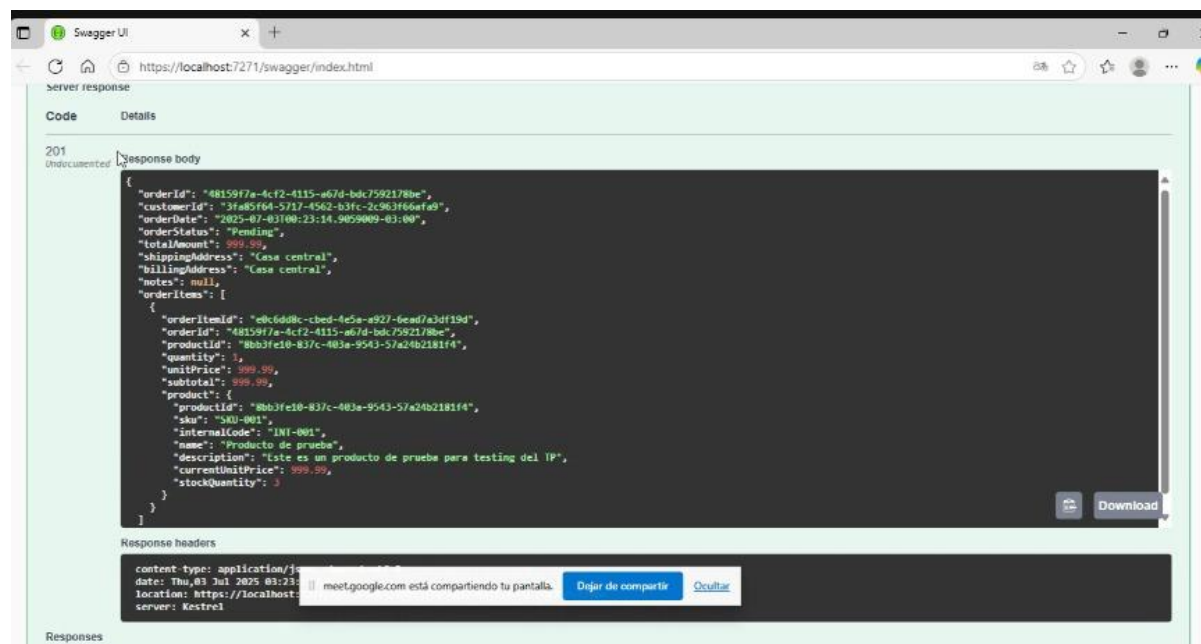 Swagger UI
https://localhost:7271/swagger/index.html
Server response
Code Details
201
Undocumented
Response body
{
"orderId": "48159f7a-4cf2-4115-a67d-bdc7592178be",
"customerId": "3fa85f64-5717-4562-b3fc-2c963f66afa9",
"orderDate": "2025-07-03T00:23:14.9059009-03:00",
"orderStatus": "Pending",
"totalAmount": 999.99,
"shippingAddress": "Casa central",
"billingAddress": "Casa central",
"notes": null,
"orderItems": [
{
"orderItemId": "e0c6dd8c-cbed-4e5a-a927-6ead7a3df19d",
"orderId": "48159f7a-4cf2-4115-a67d-bdc7592178be",
"productId": "8bb3fe10-837c-403a-9543-57a24b2181f4",
"quantity": 1,
"unitPrice": 999.99,
"subtotal": 999.99,
"product": {
"productId": "8bb3fe10-837c-403a-9543-57a24b2181f4",
"sku": "SKU-001",
"internalCode": "INT-001",
"name": "Producto de prueba",
"description": "Este es un producto de prueba para testing del TP",
"currentUnitPrice": 999.99,
"stockQuantity": 3
}
}
]
Download
Response headers
content-type: application/js
date: Thu,03 Jul 2025 03:23:
location: https://localhost:
server: Kestrel
meet.google.com está compartiendo tu pantalla. Dejar de compartir Ocultar
Responses